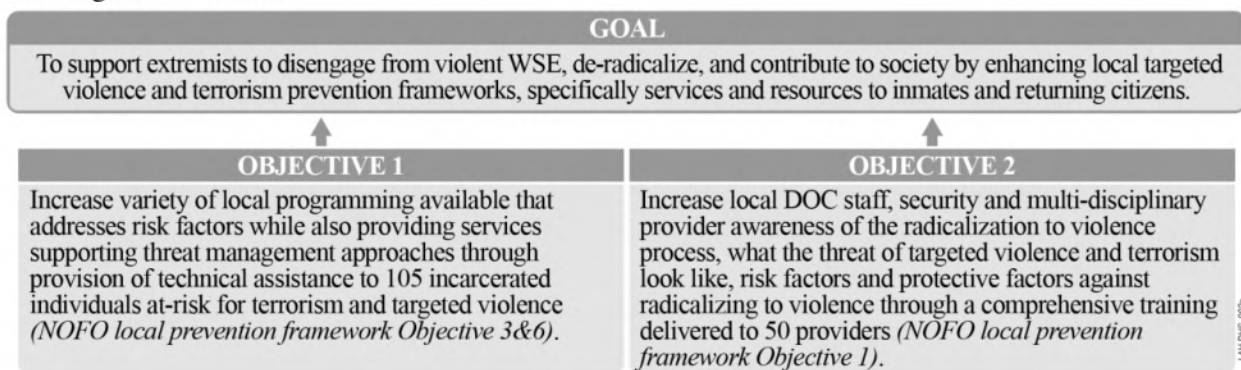 GOAL
To support extremists to disengage from violent WSE, de-radicalize, and contribute to society by enhancing local targeted
violence and terrorism prevention frameworks, specifically services and resources to inmates and returning citizens.
OBJECTIVE 1
Increase variety of local programming available that
addresses risk factors while also providing services
supporting threat management approaches through
provision of technical assistance to 105 incarcerated
individuals at-risk for terrorism and targeted violence
(NOFO local prevention framework Objective 3&6).
OBJECTIVE 2
Increase local DOC staff, security and multi-disciplinary
provider awareness of the radicalization to violence
process, what the threat of targeted violence and terrorism
look like, risk factors and protective factors against
radicalizing to violence through a comprehensive training
delivered to 50 providers (NOFO local prevention
framework Objective 1).